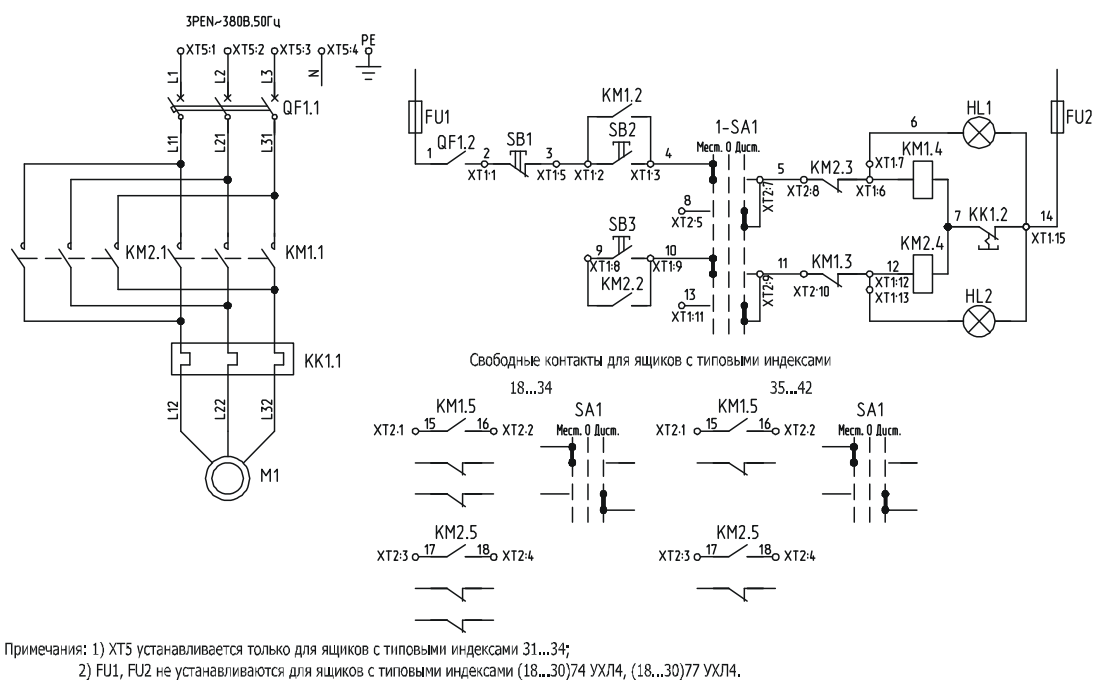 3PEN~380В,50Гц
XT5:1 XT5:2 XT5:3 XT5:4 PE
L1 L2 L3 N
QF1.1
L11 L21 L31
KM2.1 KM1.1
KK1.1
L12 L22 L32
M1
FU1
1 QF1.2 2 XT1:1 SB1 3 XT1:5 XT1:2
KM1.2
SB2
4 XT1:3
1-SA1
Мест. 0 Дист.
5 XT2:7 XT2:8 KM2.3 XT1:6 XT1:7
6
HL1
KM1.4
FU2
8
XT2:5
7 KK1.2 14 XT1:15
KM2.4
SB3
9 XT1:8 10 XT1:9
KM2.2
13
XT1:11
11 XT2:9 XT2:10 KM1.3 12 XT1:12
XT1:13
HL2
Свободные контакты для ящиков с типовыми индексами
18...34 35...42
KM1.5
XT2:1 15 16 XT2:2
SA1
Мест. 0 Дист.
KM1.5
XT2:1 15 16 XT2:2
SA1
Мест. 0 Дист.
KM2.5
XT2:3 17 18 XT2:4
KM2.5
XT2:3 17 18 XT2:4
Примечания: 1) XT5 устанавливается только для ящиков с типовыми индексами 31...34;
2) FU1, FU2 не устанавливаются для ящиков с типовыми индексами (18...30)74 УХЛ4, (18...30)77 УХЛ4.